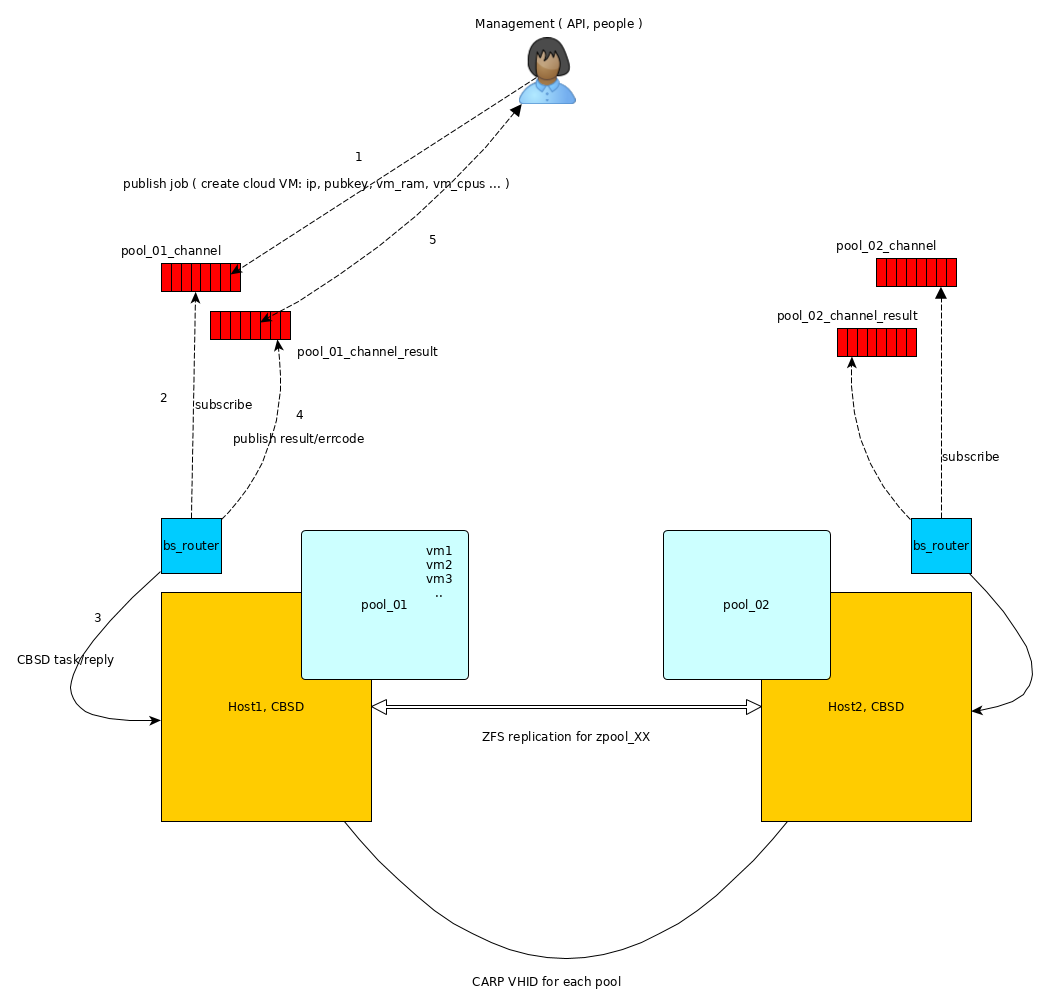 Management ( API, people )
1
publish job ( create cloud VM: ip, pubkey, vm_ram, vm_cpus ... )
5
pool_01_channel
pool_02_channel
pool_02_channel_result
pool_01_channel_result
2
subscribe
4
publish result/errcode
subscribe
bs_router
bs_router
vm1
vm2
vm3
..
pool_01
pool_02
3
CBSD task/reply
Host1, CBSD
Host2, CBSD
ZFS replication for zpool_XX
CARP VHID for each pool